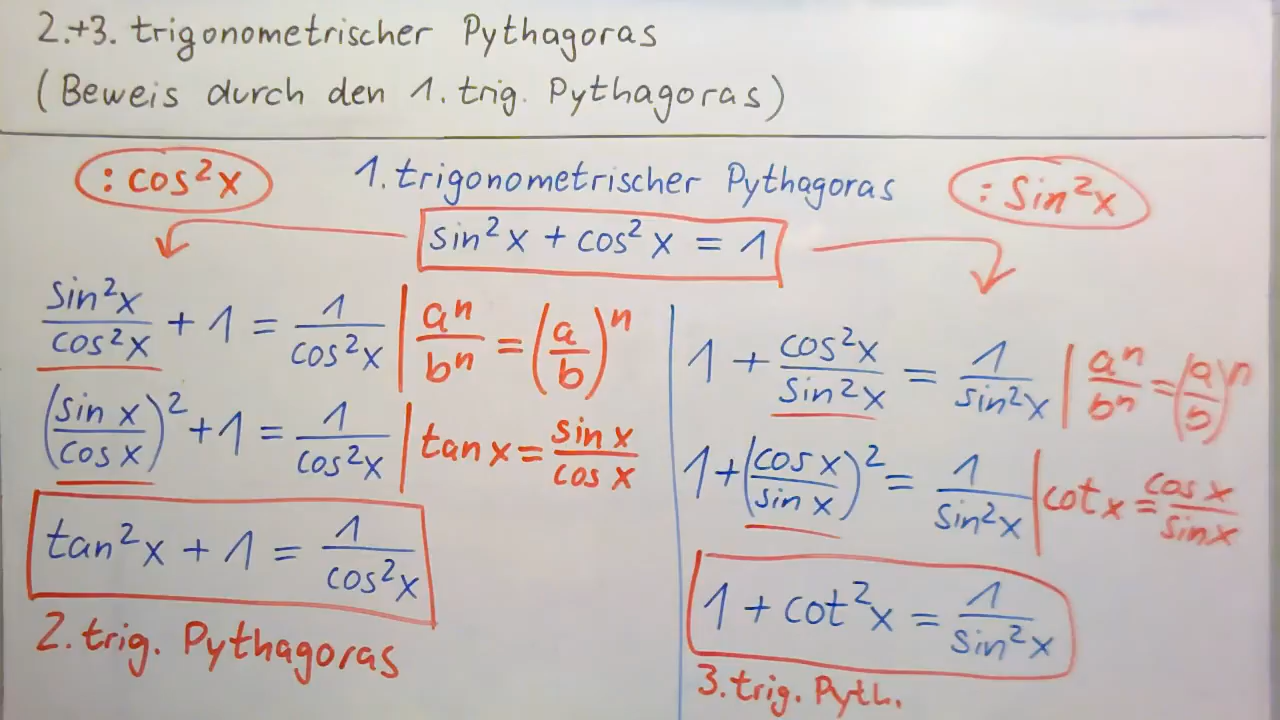 2.+3. trigonometrischer Pythagoras
(Beweis durch den 1. trig. Pythagoras)
: cos²x
1. trigonometrischer Pythagoras
: sin²x
sin²x + cos²x = 1
sin²x/cos²x + 1 = 1/cos²x | aⁿ/bⁿ = (a/b)ⁿ
(sin x/cos x)² + 1 = 1/cos²x | tan x = sin x/cos x
tan²x + 1 = 1/cos²x
2. trig. Pythagoras
1 + cos²x/sin²x = 1/sin²x | aⁿ/bⁿ = (a/b)ⁿ
1 + (cos x/sin x)² = 1/sin²x | cot x = cos x/sin x
1 + cot²x = 1/sin²x
3. trig. Pyth.